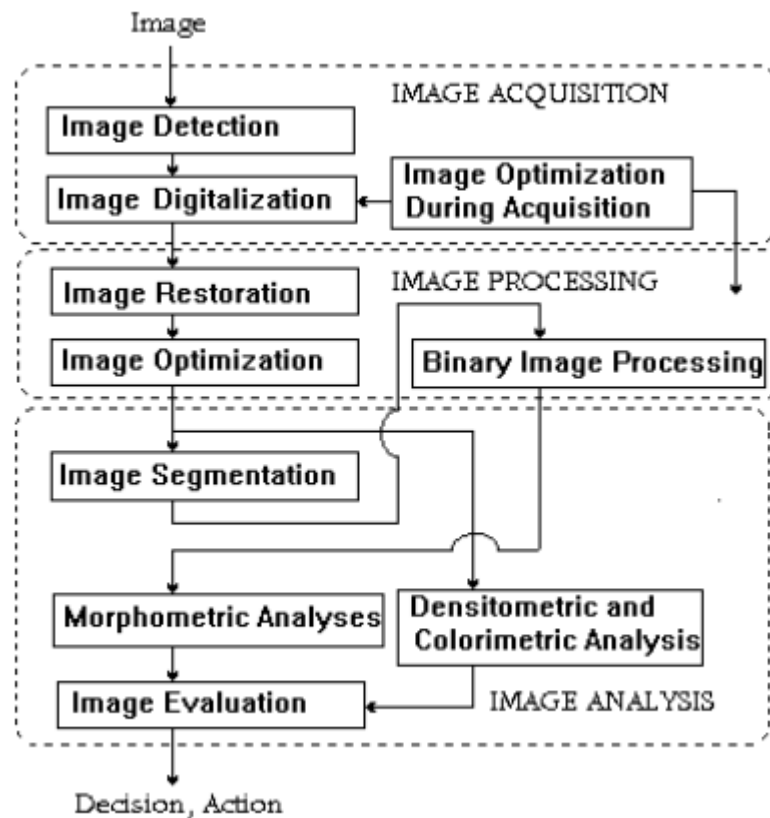 Image
IMAGE ACQUISITION
Image Detection
Image Digitalization
Image Optimization
During Acquisition
IMAGE PROCESSING
Image Restoration
Image Optimization
Binary Image Processing
Image Segmentation
Morphometric Analyses
Densitometric and
Colorimetric Analysis
Image Evaluation
IMAGE ANALYSIS
Decision, Action